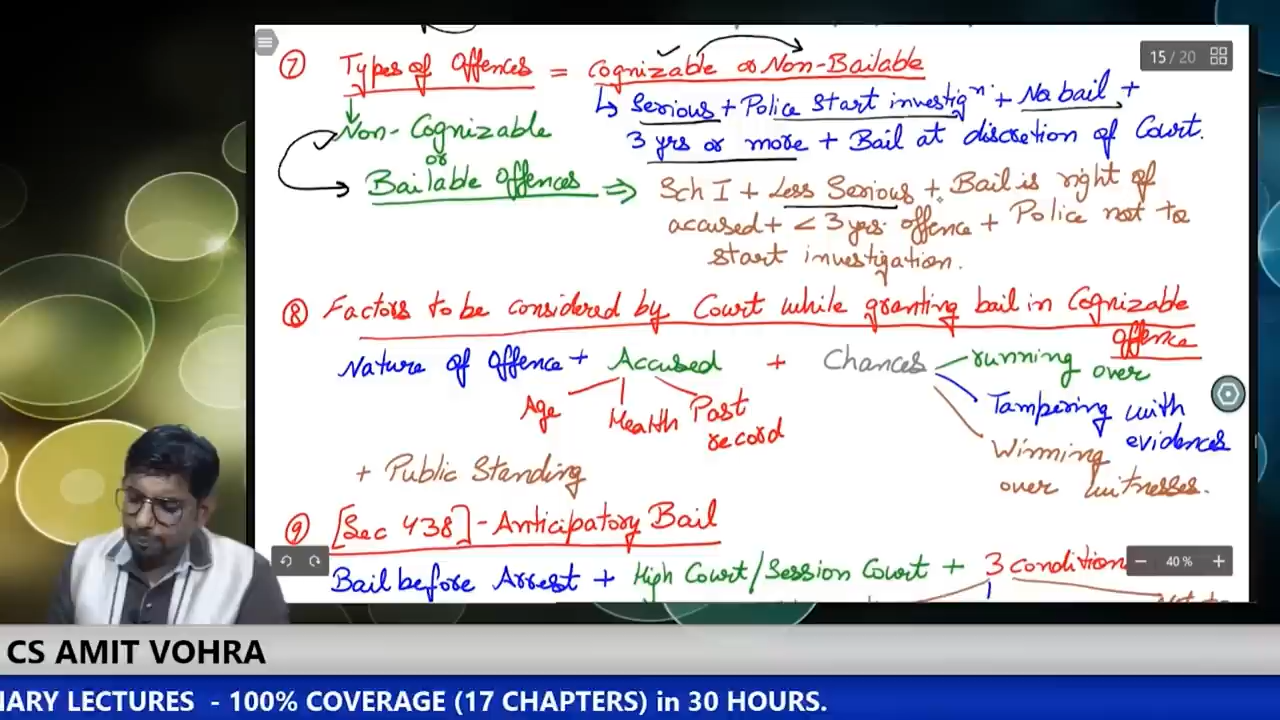 15 / 20
⑦ Types of Offences = Cognizable or Non-Bailable
↳ Serious + Police Start investigⁿ + No bail +
3 yrs or more + Bail at discretion of Court.
Non-Cognizable
or
Bailable Offences ⇒ Sch I + Less Serious + Bail is right of
accused + < 3 yrs offence + Police not to
start investigation.
⑧ Factors to be considered by Court while granting bail in Cognizable
offence
Nature of Offence + Accused + Chances running
over
Age Health Past
record
Tampering with
evidences
Winning
over witnesses.
+ Public Standing
⑨ [Sec 438] - Anticipatory Bail
Bail before Arrest + High Court/Session Court + 3 condition
− 40 % +
CS AMIT VOHRA
NARY LECTURES - 100% COVERAGE (17 CHAPTERS) in 30 HOURS.